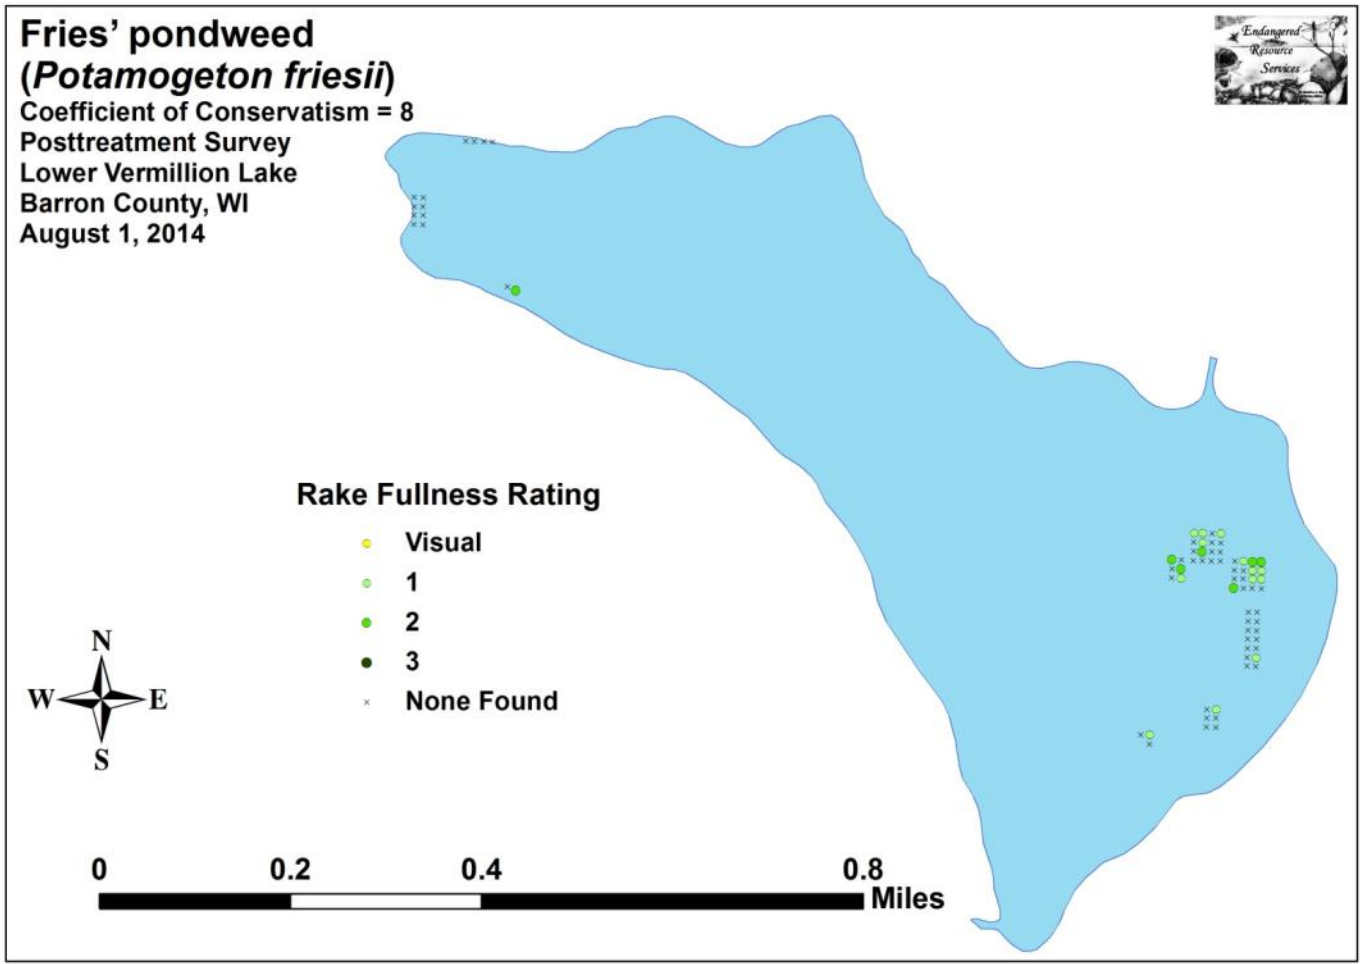 Fries’ pondweed
(Potamogeton friesii)
Coefficient of Conservatism = 8
Posttreatment Survey
Lower Vermillion Lake
Barron County, WI
August 1, 2014
Endangered
Resource
Services
Rake Fullness Rating
Visual
1
2
3
None Found
N
W E
S
0 0.2 0.4 0.8
Miles